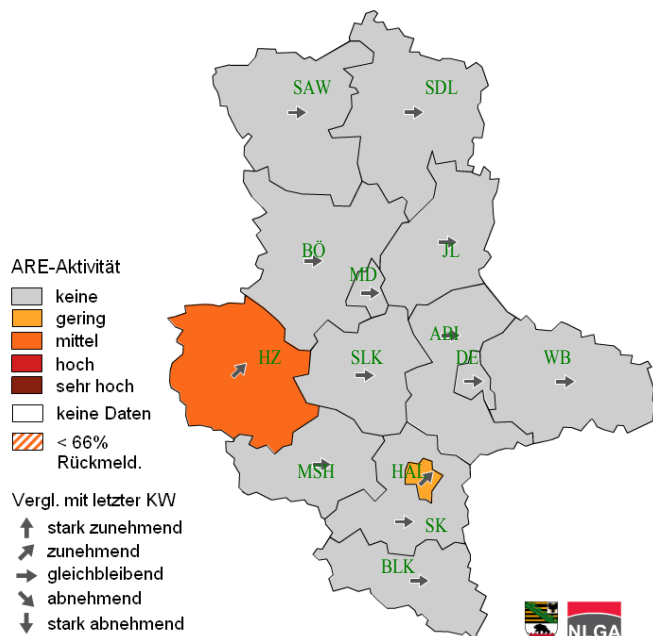 SAW
SDL
BÖ
JL
MD
ARE-Aktivität
keine
gering
mittel
hoch
sehr hoch
keine Daten
< 66%
Rückmeld.
HZ
SLK
ABI
DE
WB
MSH
HAL
SK
BLK
Vergl. mit letzter KW
stark zunehmend
zunehmend
gleichbleibend
abnehmend
stark abnehmend
NLGA